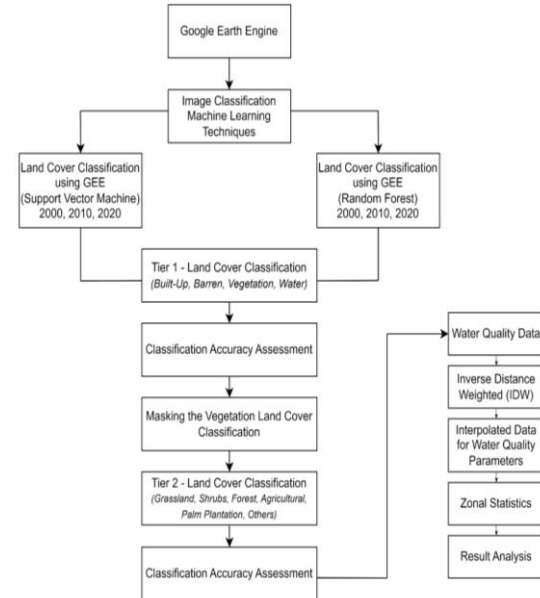 Google Earth Engine
Image Classification
Machine Learning
Techniques
Land Cover Classification
using GEE
(Support Vector Machine)
2000, 2010, 2020
Land Cover Classification
using GEE
(Random Forest)
2000, 2010, 2020
Tier 1 - Land Cover Classification
(Built-Up, Barren, Vegetation, Water)
Classification Accuracy Assessment
Masking the Vegetation Land Cover
Classification
Tier 2 - Land Cover Classification
(Grassland, Shrubs, Forest, Agricultural,
Palm Plantation, Others)
Classification Accuracy Assessment
Water Quality Data
Inverse Distance
Weighted (IDW)
Interpolated Data
for Water Quality
Parameters
Zonal Statistics
Result Analysis